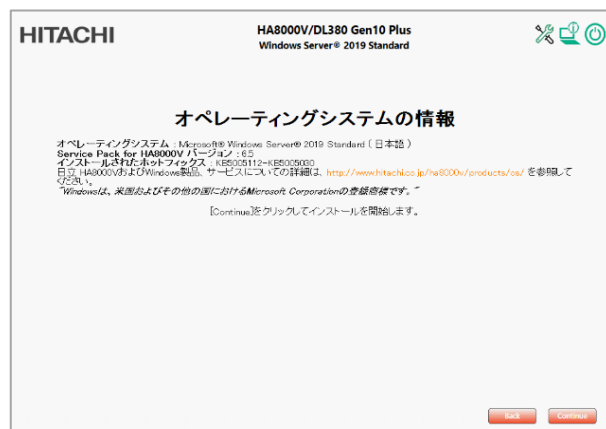 HITACHI
HA8000V/DL380 Gen10 Plus
Windows Server® 2019 Standard
オペレーティングシステムの情報
オペレーティングシステム : Microsoft® Windows Server® 2019 Standard ( 日本語 )
Service Pack for HA8000V バージョン : 6.5
インストールされたホットフィックス : KB5005112-KB5005030
日立 HA8000VおよびWindows製品、サービスについての詳細は、http://www.hitachi.co.jp/ha8000v/products/os/ を参照して
ください。
"Windowsは、米国およびその他の国におけるMicrosoft Corporationの登録商標です。"
[Continue]をクリックしてインストールを開始します。
Back
Continue